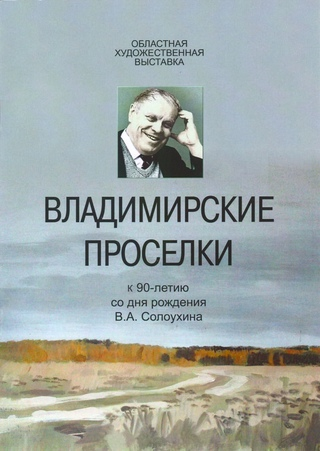 ОБЛАСТНАЯ
ХУДОЖЕСТВЕННАЯ
ВЫСТАВКА
ВЛАДИМИРСКИЕ
ПРОСЕЛКИ
к 90-летию
со дня рождения
В.А. Солоухина